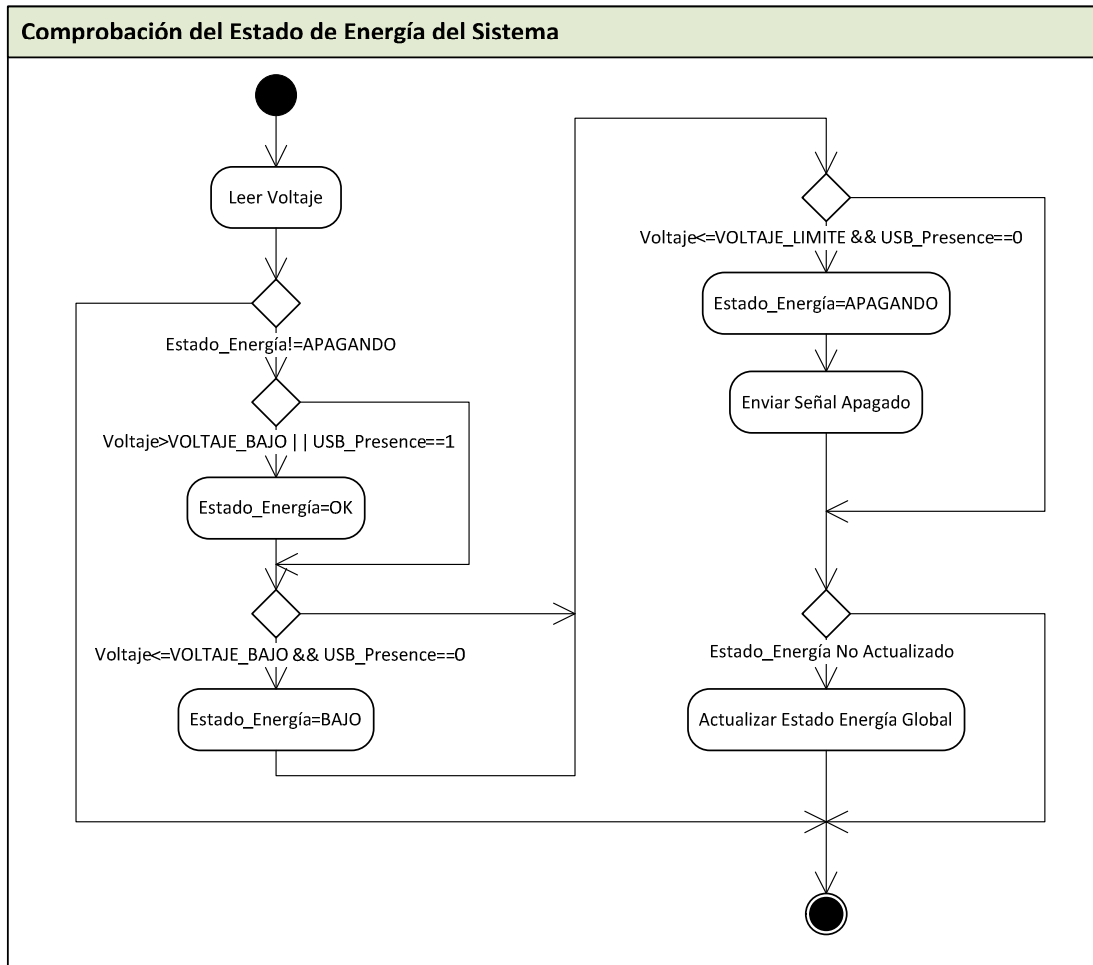 Comprobación del Estado de Energía del Sistema
Leer Voltaje
Estado_Energía!=APAGANDO
Voltaje>VOLTAJE_BAJO || USB_Presence==1
Estado_Energía=OK
Voltaje<=VOLTAJE_BAJO && USB_Presence==0
Estado_Energía=BAJO
Voltaje<=VOLTAJE_LIMITE && USB_Presence==0
Estado_Energía=APAGANDO
Enviar Señal Apagado
Estado_Energía No Actualizado
Actualizar Estado Energía Global